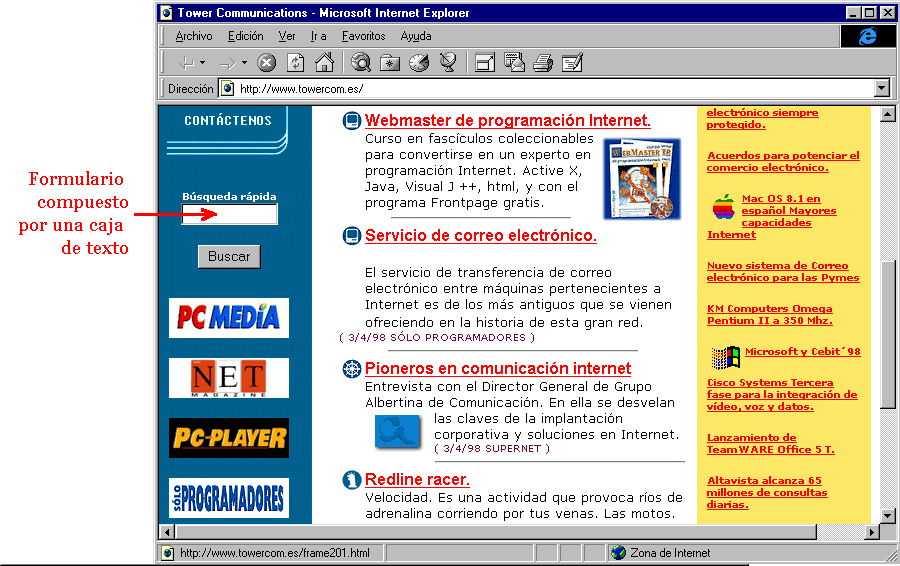 Tower Communications - Microsoft Internet Explorer
Archivo Edición Ver Ir a Favoritos Ayuda
Dirección http://www.towercom.es/
Formulario
compuesto
por una caja
de texto
CONTÁCTENOS
Búsqueda rápida
Buscar
PC MEDIA
NET
MAGAZINE
PC-PLAYER
SÓLO PROGRAMADORES
Webmaster de programación Internet.
Curso en fascículos coleccionables
para convertirse en un experto en
programación Internet. Active X,
Java, Visual J ++, html, y con el
programa Frontpage gratis.
WEBMASTER
Servicio de correo electrónico.
El servicio de transferencia de correo
electrónico entre máquinas pertenecientes a
Internet es de los más antiguos que se vienen
ofreciendo en la historia de esta gran red.
( 3/4/98 SÓLO PROGRAMADORES )
Pioneros en comunicación internet
Entrevista con el Director General de Grupo
Albertina de Comunicación. En ella se desvelan
las claves de la implantación
corporativa y soluciones en Internet.
( 3/4/98 SUPERNET )
Redline racer.
Velocidad. Es una actividad que provoca ríos de
adrenalina corriendo por tus venas. Las motos.
electrónico siempre
protegido.
Acuerdos para potenciar el
comercio electrónico.
Mac OS 8.1 en
español Mayores
capacidades
Internet
Nuevo sistema de Correo
electrónico para las Pymes
KM Computers Omega
Pentium II a 350 Mhz.
Microsoft y Cebit´98
Cisco Systems Tercera
fase para la integración de
vídeo, voz y datos.
Lanzamiento de
TeamWARE Office 5 T.
Altavista alcanza 65
millones de consultas
diarias.
http://www.towercom.es/frame201.html
Zona de Internet